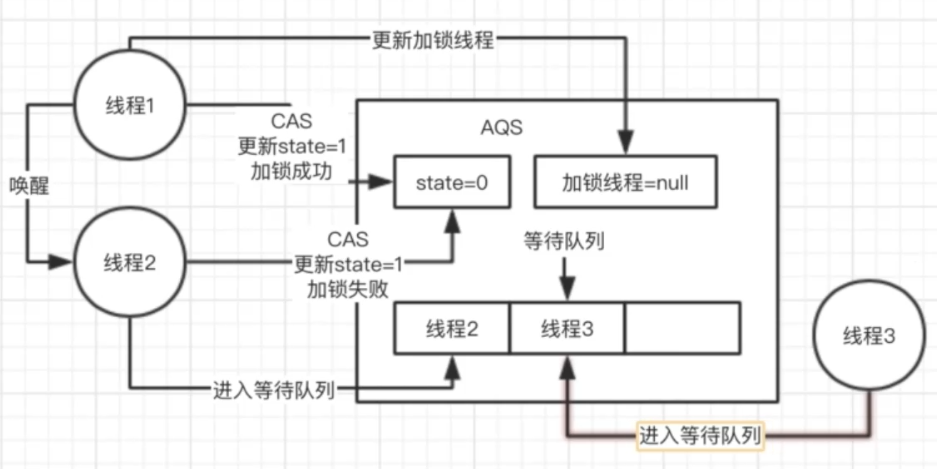 更新加锁线程
线程1
CAS
更新state=1
加锁成功
AQS
唤醒
state=0
加锁线程=null
线程2
CAS
更新state=1
加锁失败
等待队列
线程2
线程3
线程3
进入等待队列
进入等待队列